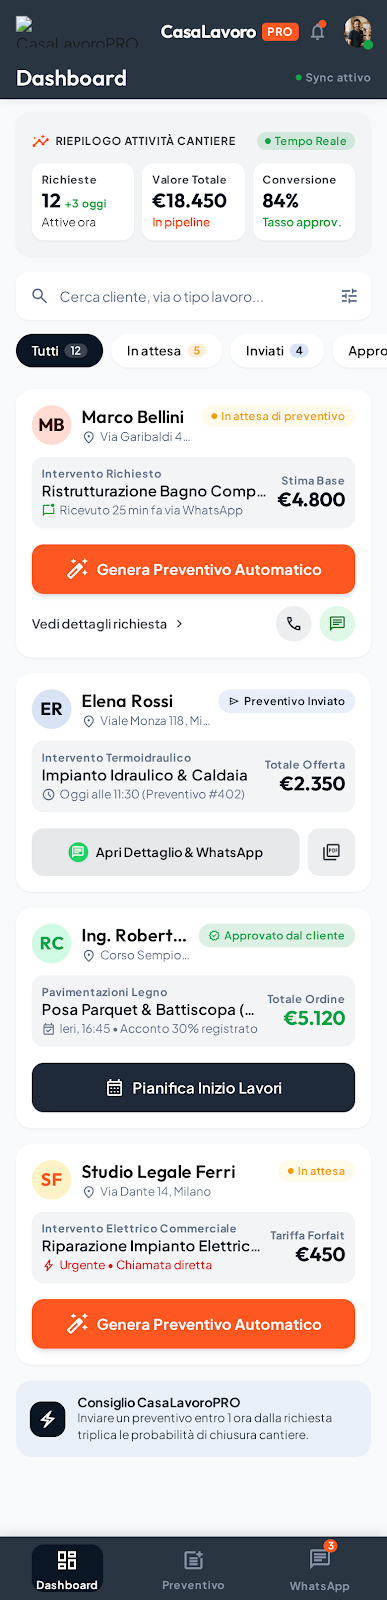 CasaLavoroPRO
CasaLavoro PRO
Dashboard
Sync attivo
RIEPILOGO ATTIVITÀ CANTIERE
Tempo Reale
Richieste
12 +3 oggi
Attive ora
Valore Totale
€18.450
In pipeline
Conversione
84%
Tasso approv.
Cerca cliente, via o tipo lavoro...
Tutti 12
In attesa 5
Inviati 4
Appro
MB
Marco Bellini
In attesa di preventivo
Via Garibaldi 4...
Intervento Richiesto
Ristrutturazione Bagno Comp...
Ricevuto 25 min fa via WhatsApp
Stima Base
€4.800
Genera Preventivo Automatico
Vedi dettagli richiesta
ER
Elena Rossi
Preventivo Inviato
Viale Monza 118, Mi...
Intervento Termoidraulico
Impianto Idraulico & Caldaia
Oggi alle 11:30 (Preventivo #402)
Totale Offerta
€2.350
Apri Dettaglio & WhatsApp
PDF
RC
Ing. Robert...
Approvato dal cliente
Corso Sempio...
Pavimentazioni Legno
Posa Parquet & Battiscopa (...
Ieri, 16:45 • Acconto 30% registrato
Totale Ordine
€5.120
Pianifica Inizio Lavori
SF
Studio Legale Ferri
In attesa
Via Dante 14, Milano
Intervento Elettrico Commerciale
Riparazione Impianto Elettric...
Urgente • Chiamata diretta
Tariffa Forfait
€450
Genera Preventivo Automatico
Consiglio CasaLavoroPRO
Inviare un preventivo entro 1 ora dalla richiesta
triplica le probabilità di chiusura cantiere.
Dashboard
Preventivo
3
WhatsApp